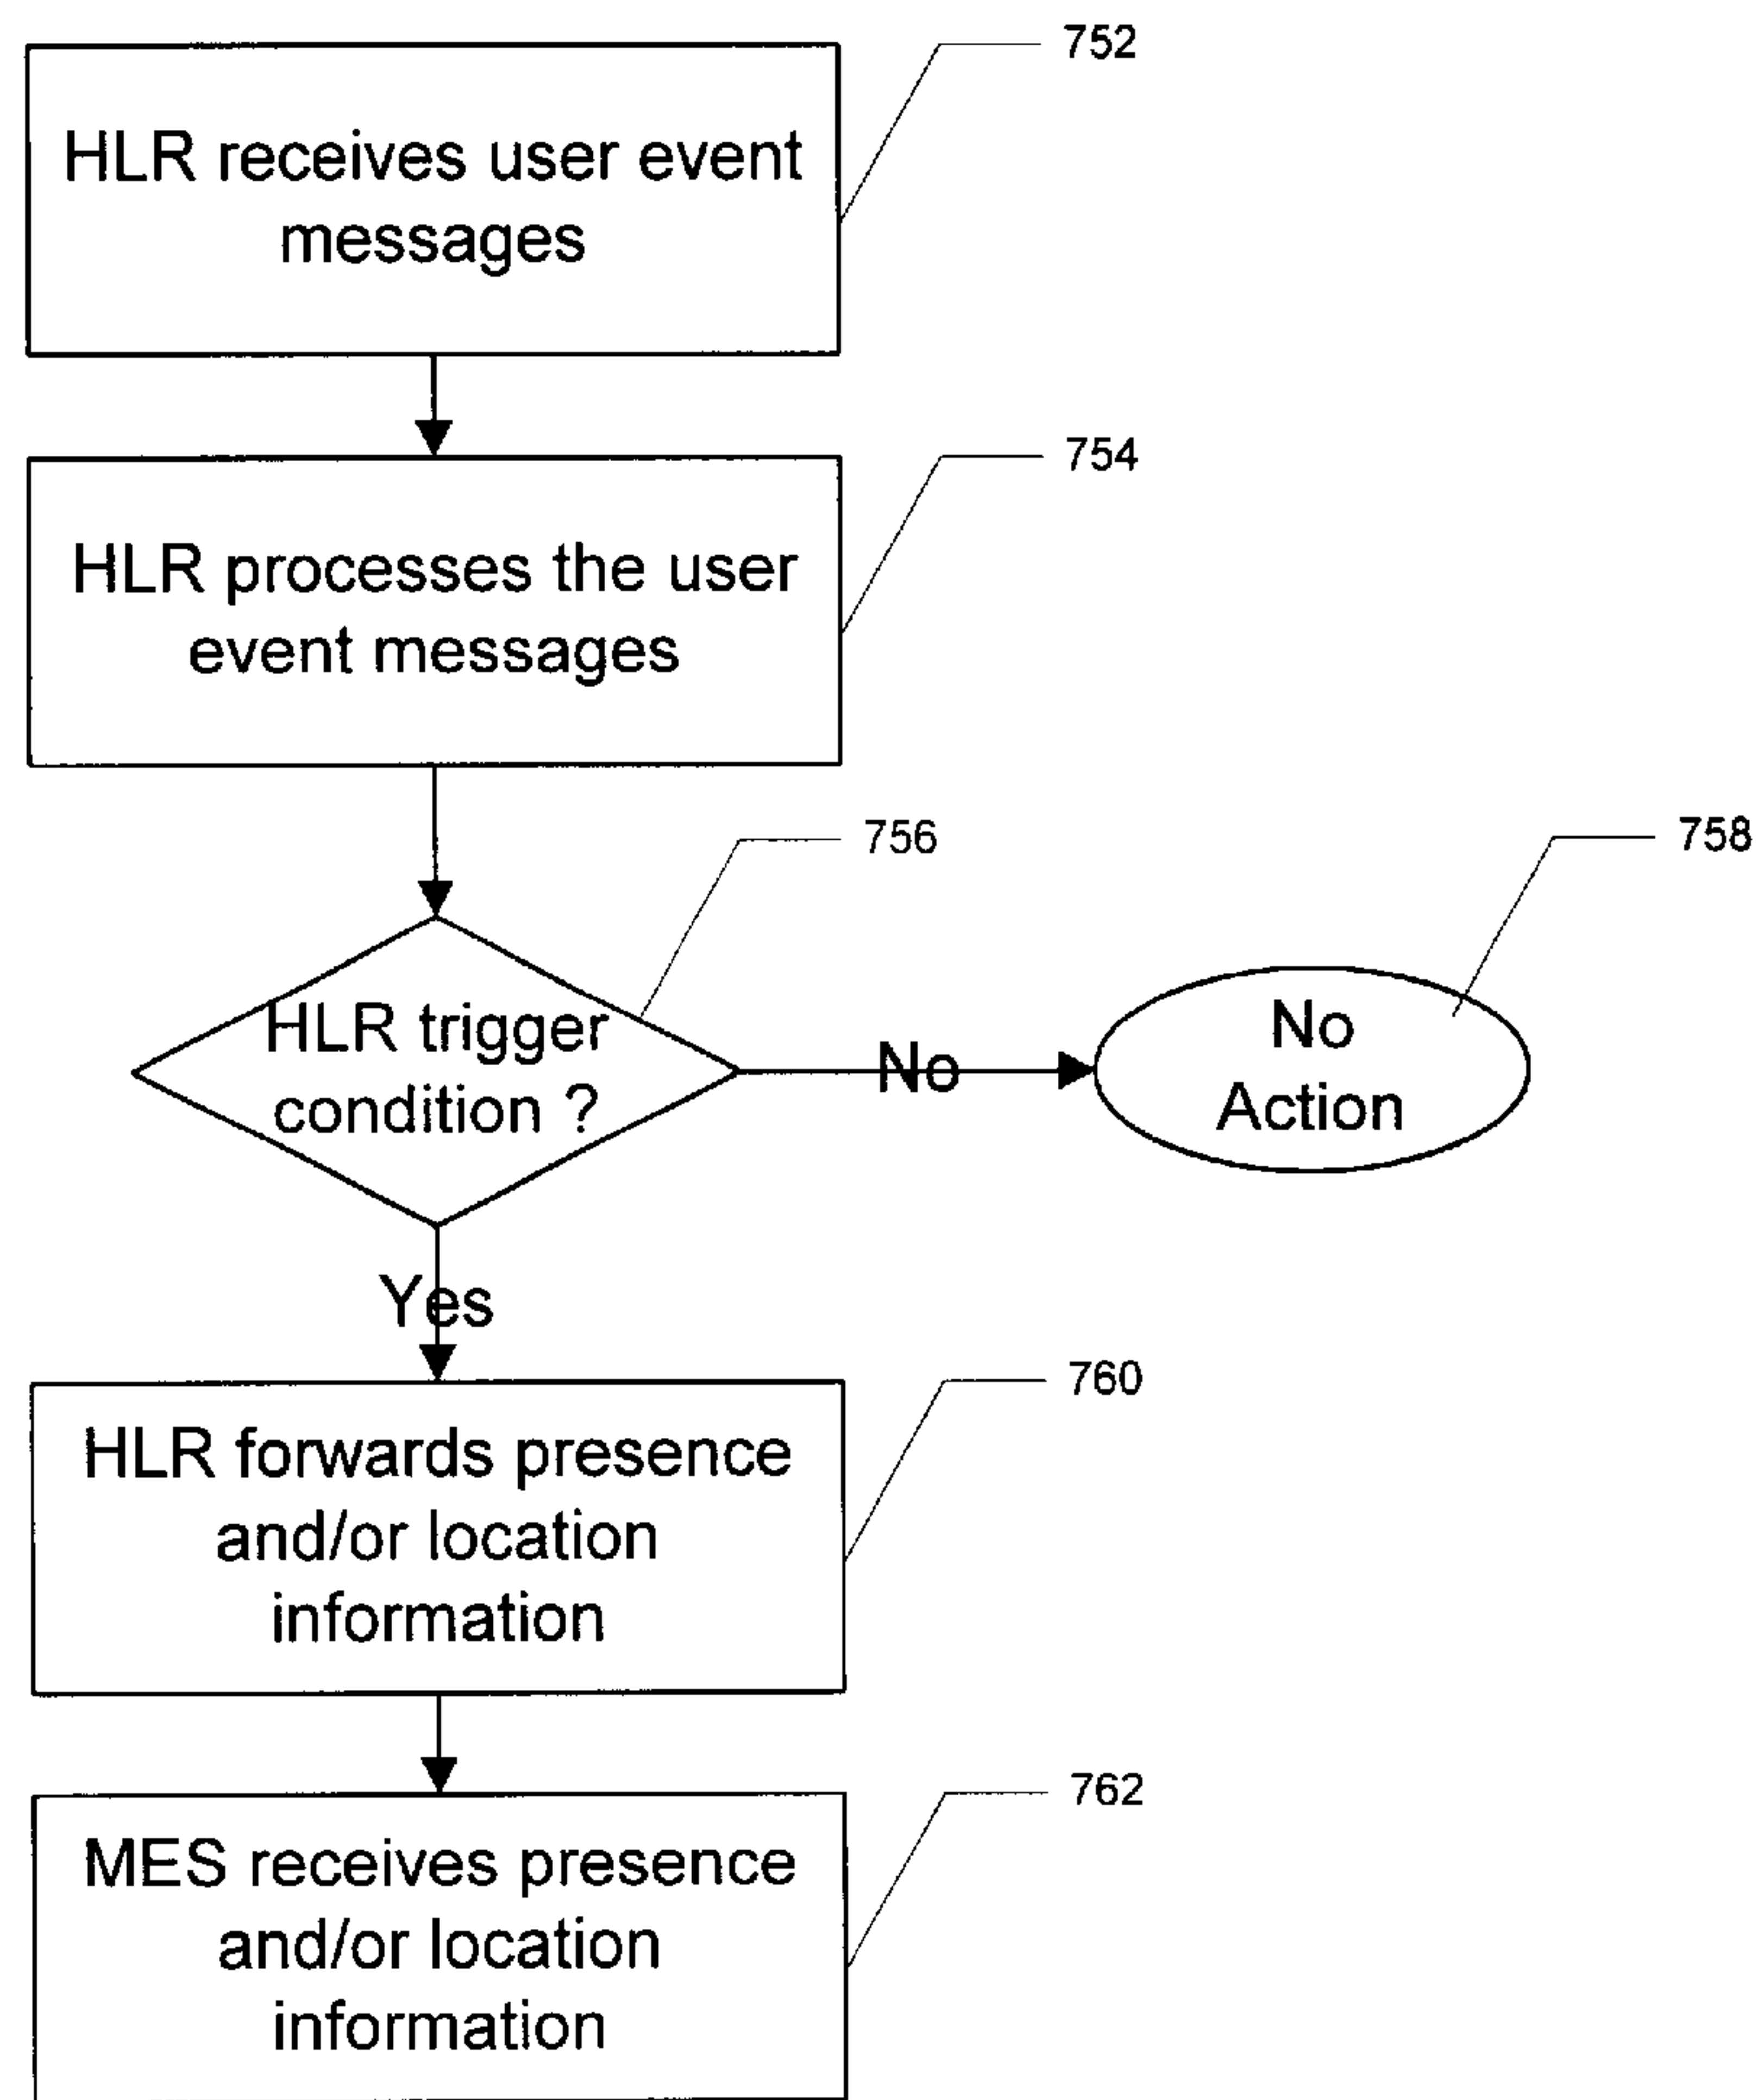 752
HLR receives user event
messages
754
HLR processes the user
event messages
756
758
HLR trigger
condition ?
No
No
Action
Yes
760
HLR forwards presence
and/or location
information
762
MES receives presence
and/or location
information